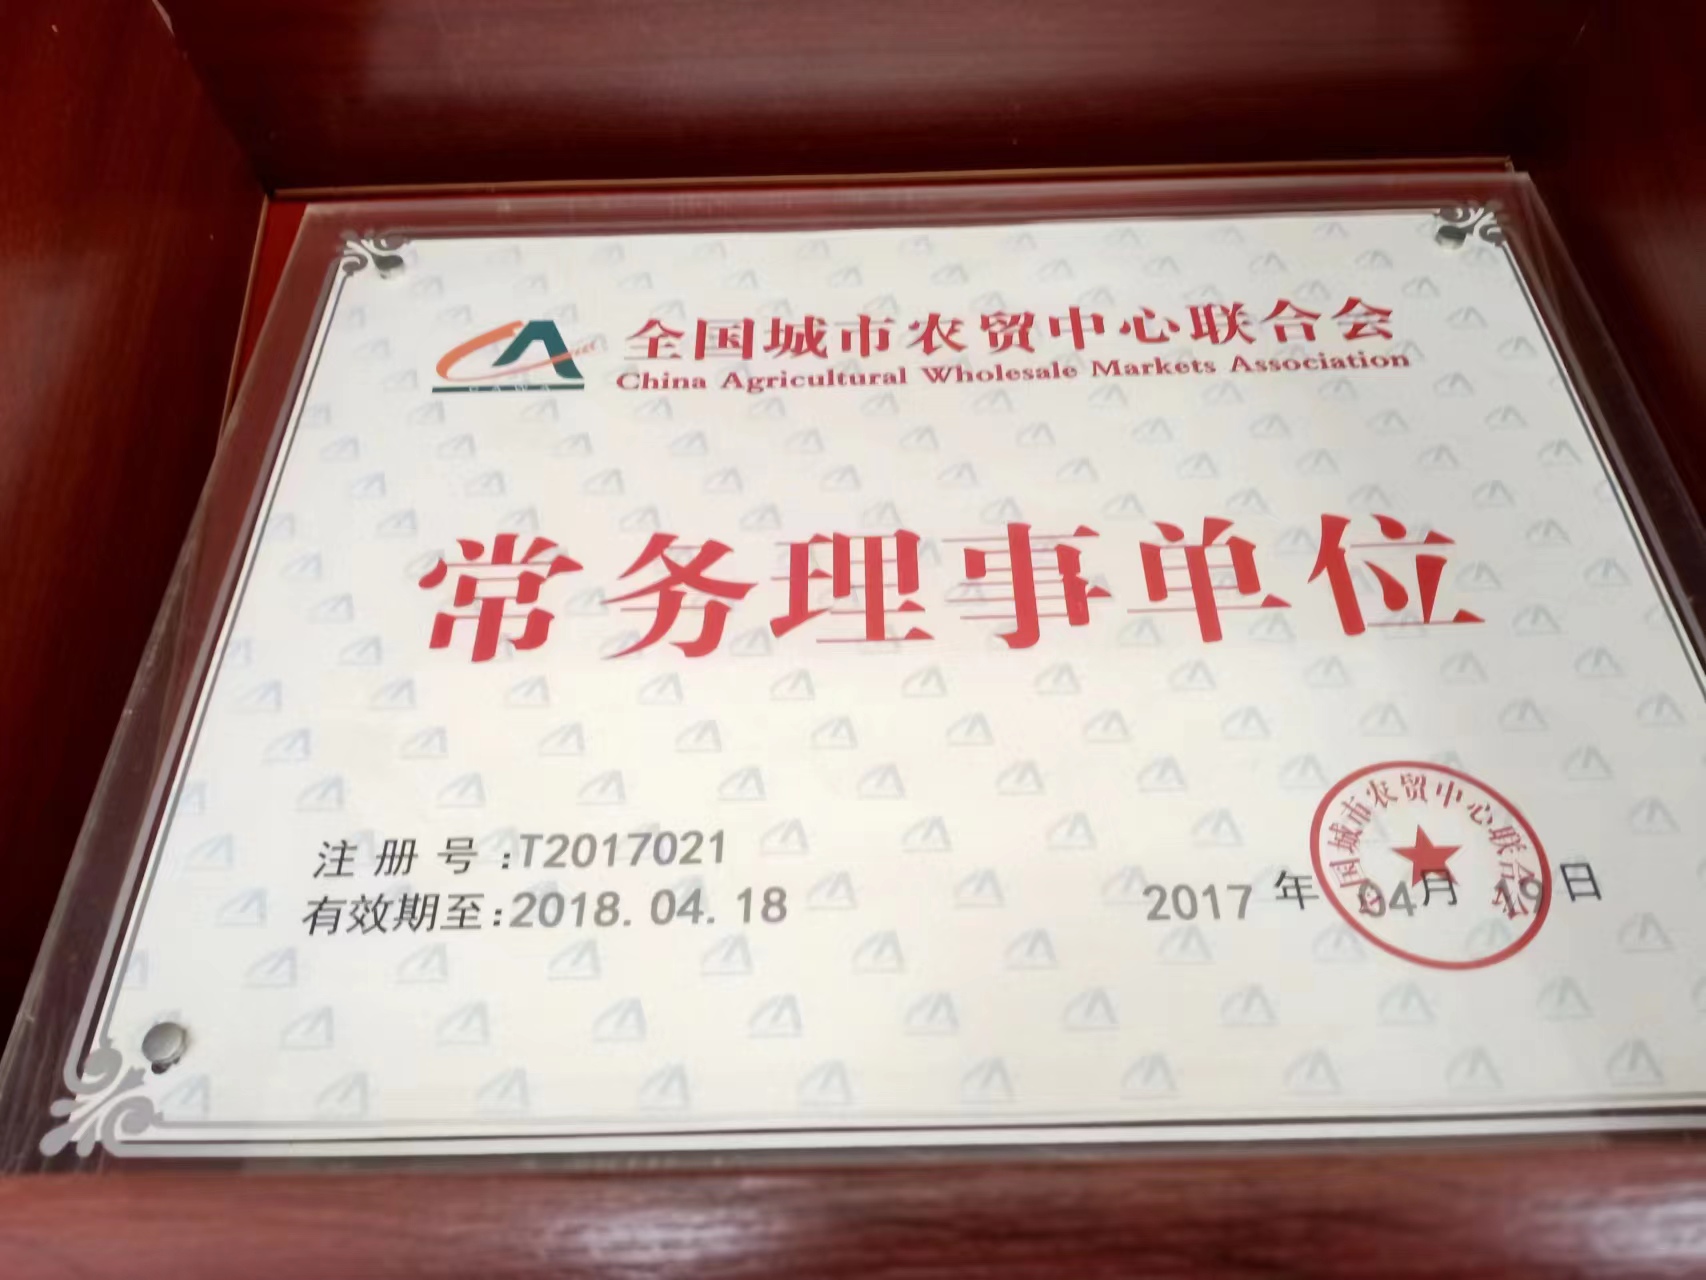 全国城市农贸中心联合会
China Agricultural Wholesale Markets Association
CAWA
常务理事单位
注册号:T2017021
有效期至:2018.04.18
2017年04月19日
全国城市农贸中心联合会